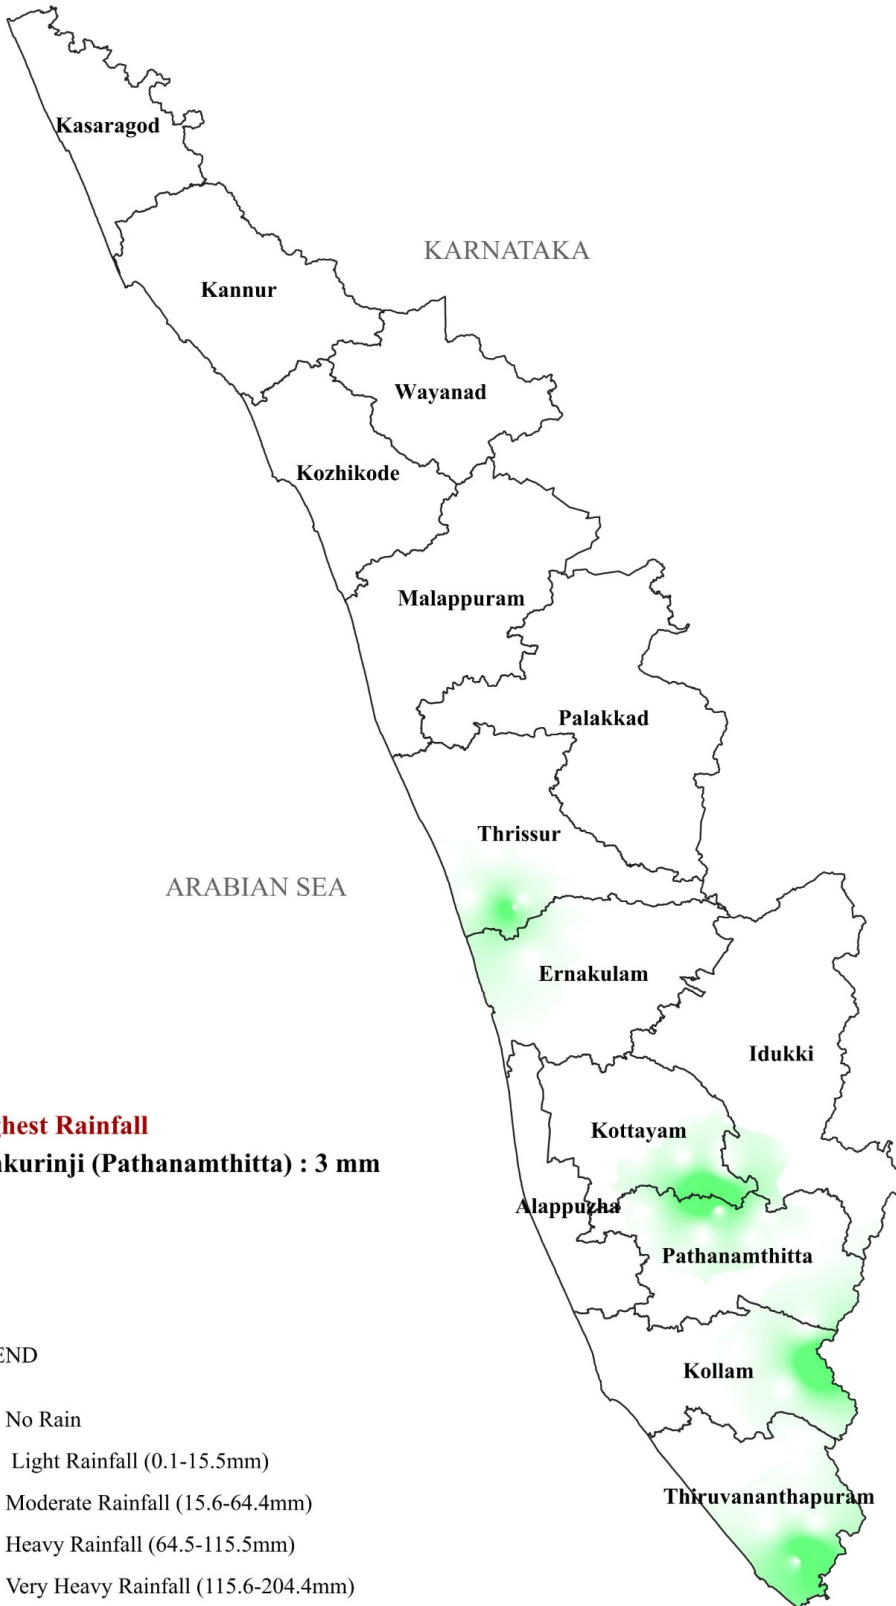 Kasaragod
KARNATAKA
Kannur
Wayanad
Kozhikode
Malappuram
Palakkad
Thrissur
ARABIAN SEA
Ernakulam
Idukki
ghest Rainfall
Kottayam
nkurinji (Pathanamthitta) : 3 mm
Alappuzha
Pathanamthitta
END
Kollam
No Rain
Light Rainfall (0.1-15.5mm)
Thiruvananthapuram
Moderate Rainfall (15.6-64.4mm)
Heavy Rainfall (64.5-115.5mm)
Very Heavy Rainfall (115.6-204.4mm)